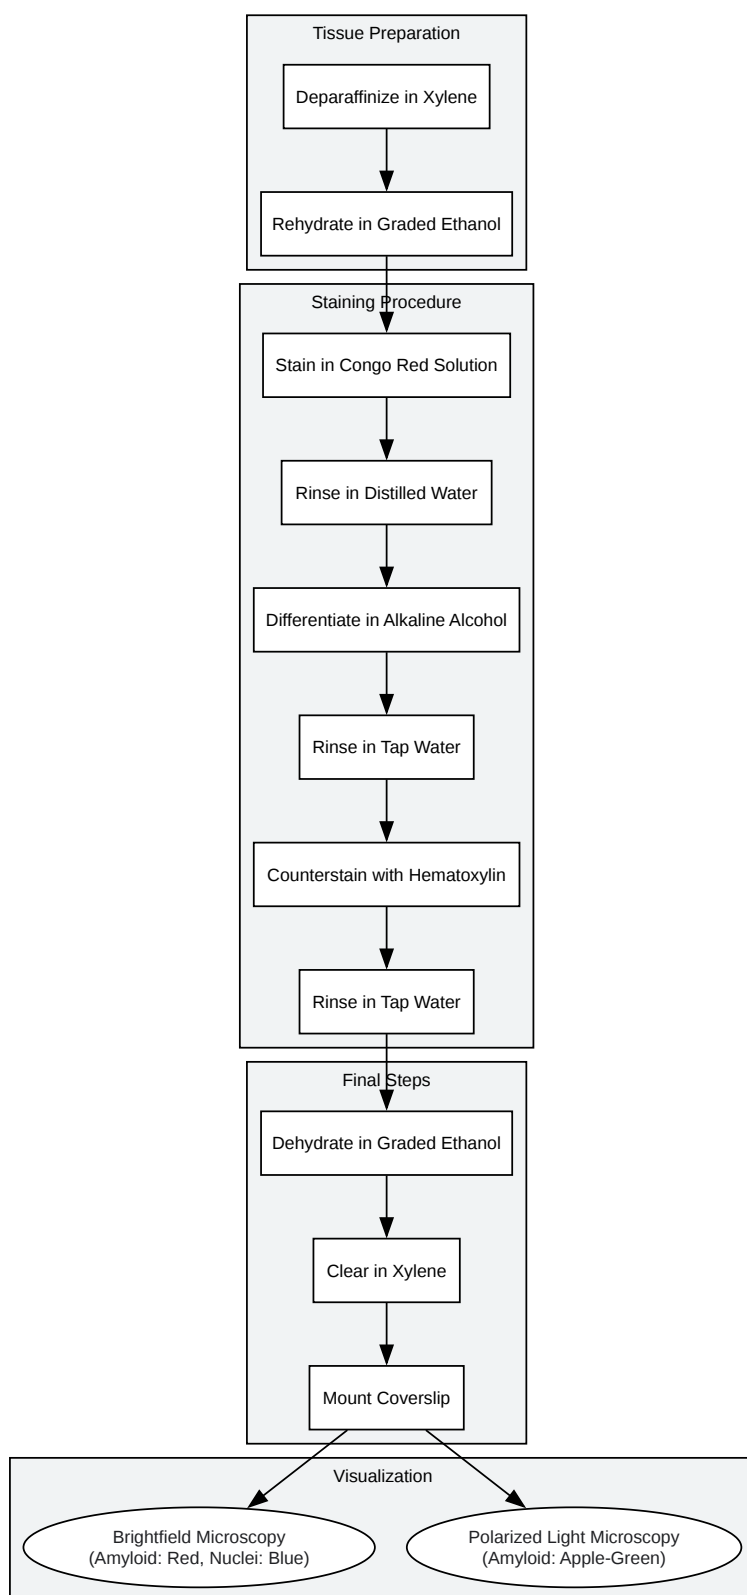 Tissue Preparation
Deparaffinize in Xylene
Rehydrate in Graded Ethanol
Staining Procedure
Stain in Congo Red Solution
Rinse in Distilled Water
Differentiate in Alkaline Alcohol
Rinse in Tap Water
Counterstain with Hematoxylin
Rinse in Tap Water
Final Steps
Dehydrate in Graded Ethanol
Clear in Xylene
Mount Coverslip
Visualization
Brightfield Microscopy
(Amyloid: Red, Nuclei: Blue)
Polarized Light Microscopy
(Amyloid: Apple-Green)